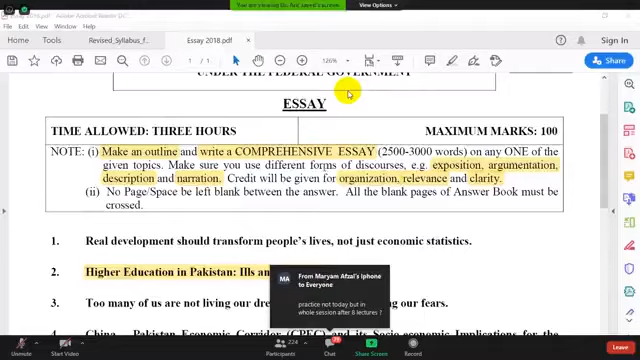 Essay 2018.pdf
File Edit View Sign Window Help
You are viewing
screen
View Options
Home Tools Revised_Syllabus_f... Essay 2018.pdf × Sign In
1 / 1 126% Share
UNDER THE FEDERAL GOVERNMENT
ESSAY
TIME ALLOWED: THREE HOURS MAXIMUM MARKS: 100
NOTE: (i) Make an outline and write a COMPREHENSIVE ESSAY (2500-3000 words) on any ONE of the
given topics. Make sure you use different forms of discourses, e.g. exposition, argumentation,
description and narration. Credit will be given for organization, relevance and clarity.
(ii) No Page/Space be left blank between the answer. All the blank pages of Answer Book must be
crossed.
1. Real development should transform people's lives, not just economic statistics.
2. Higher Education in Pakistan: Ills an
MA From Maryam Afzal's iphone
to Everyone
practice not today but in
whole session after 8 lectures ?
3. Too many of us are not living our dre
ng our fears.
4. China – Pakistan Economic Corridor (CPEC) and its Socio-economic Implications for the
Unmute Start Video 224 Participants Chat Share Screen Record Leave